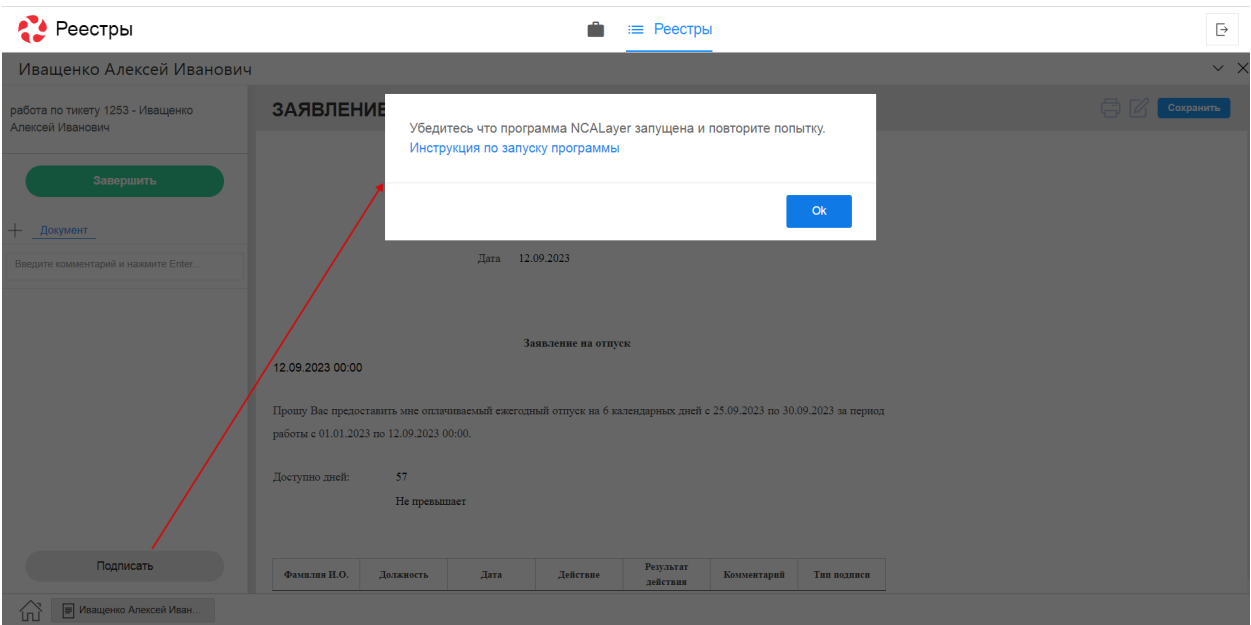 Реестры
Реестры
Иващенко Алексей Иванович
работа по тикету 1253 - Иващенко
Алексей Иванович
Завершить
Документ
Введите комментарий и нажмите Enter...
Подписать
ЗАЯВЛЕНИЕ
Сохранить
Убедитесь что программа NCALayer запущена и повторите попытку.
Инструкция по запуску программы
Ok
Дата 12.09.2023
Заявление на отпуск
12.09.2023 00:00
Прошу Вас предоставить мне оплачиваемый ежегодный отпуск на 6 календарных дней с 25.09.2023 по 30.09.2023 за период
работы с 01.01.2023 по 12.09.2023 00:00.
Доступно дней: 57
Не превышает
Фамилия И.О. Должность Дата Действие Результат действия Комментарий Тип подписи
Иващенко Алексей Иван...